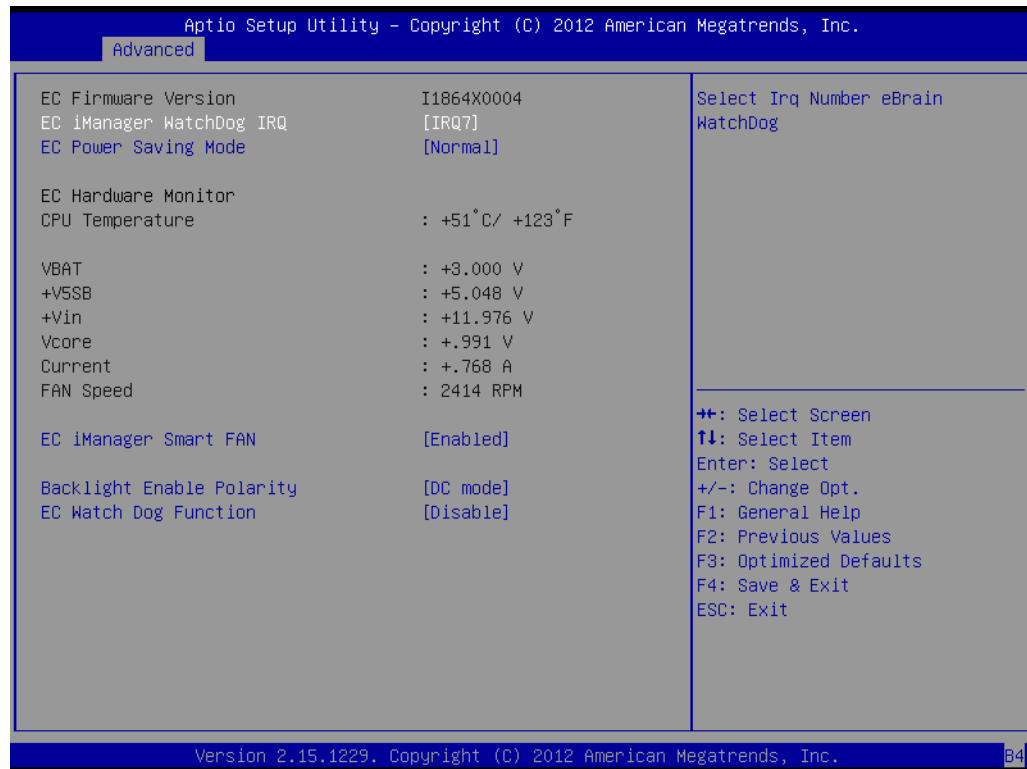 Aptio Setup Utility – Copyright (C) 2012 American Megatrends, Inc.
Advanced
EC Firmware Version I1864X0004
EC iManager WatchDog IRQ [IRQ7]
EC Power Saving Mode [Normal]
EC Hardware Monitor
CPU Temperature : +51°C/ +123°F
VBAT : +3.000 V
+V5SB : +5.048 V
+Vin : +11.976 V
Vcore : +.991 V
Current : +.768 A
FAN Speed : 2414 RPM
EC iManager Smart FAN [Enabled]
Backlight Enable Polarity [DC mode]
EC Watch Dog Function [Disable]
Select Irq Number eBrain
WatchDog
→←: Select Screen
↑↓: Select Item
Enter: Select
+/-: Change Opt.
F1: General Help
F2: Previous Values
F3: Optimized Defaults
F4: Save & Exit
ESC: Exit
Version 2.15.1229. Copyright (C) 2012 American Megatrends, Inc.
B4